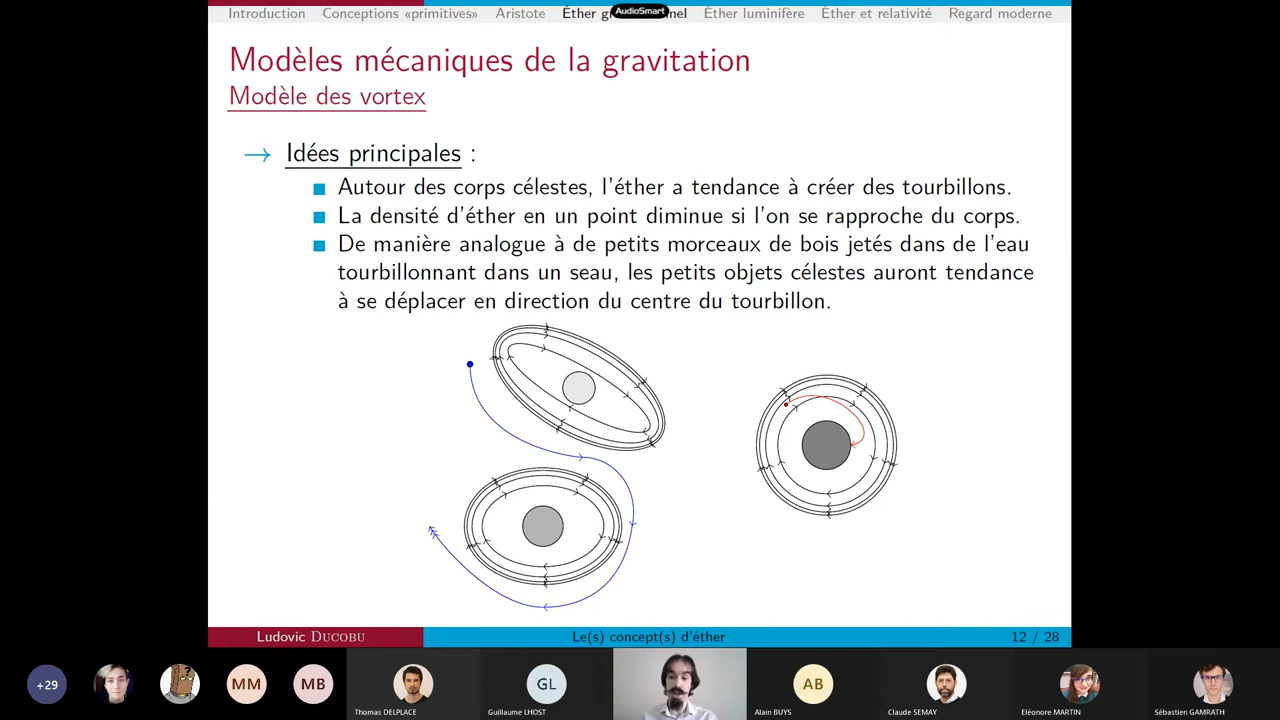 Introduction Conceptions «primitives» Aristote Éther gr nel Éther luminifère Éther et relativité Regard moderne
AudioSmart
Modèles mécaniques de la gravitation
Modèle des vortex
→ Idées principales :
Autour des corps célestes, l'éther a tendance à créer des tourbillons.
La densité d'éther en un point diminue si l'on se rapproche du corps.
De manière analogue à de petits morceaux de bois jetés dans de l'eau
tourbillonnant dans un seau, les petits objets célestes auront tendance
à se déplacer en direction du centre du tourbillon.
Ludovic DUCOBU Le(s) concept(s) d'éther 12 / 28
+29 ? MM MB GL AB
Thomas DELPLACE Guillaume LHOST Alain BUYS Claude SEMAY Eléonore MARTIN Sébastien GAMRATH